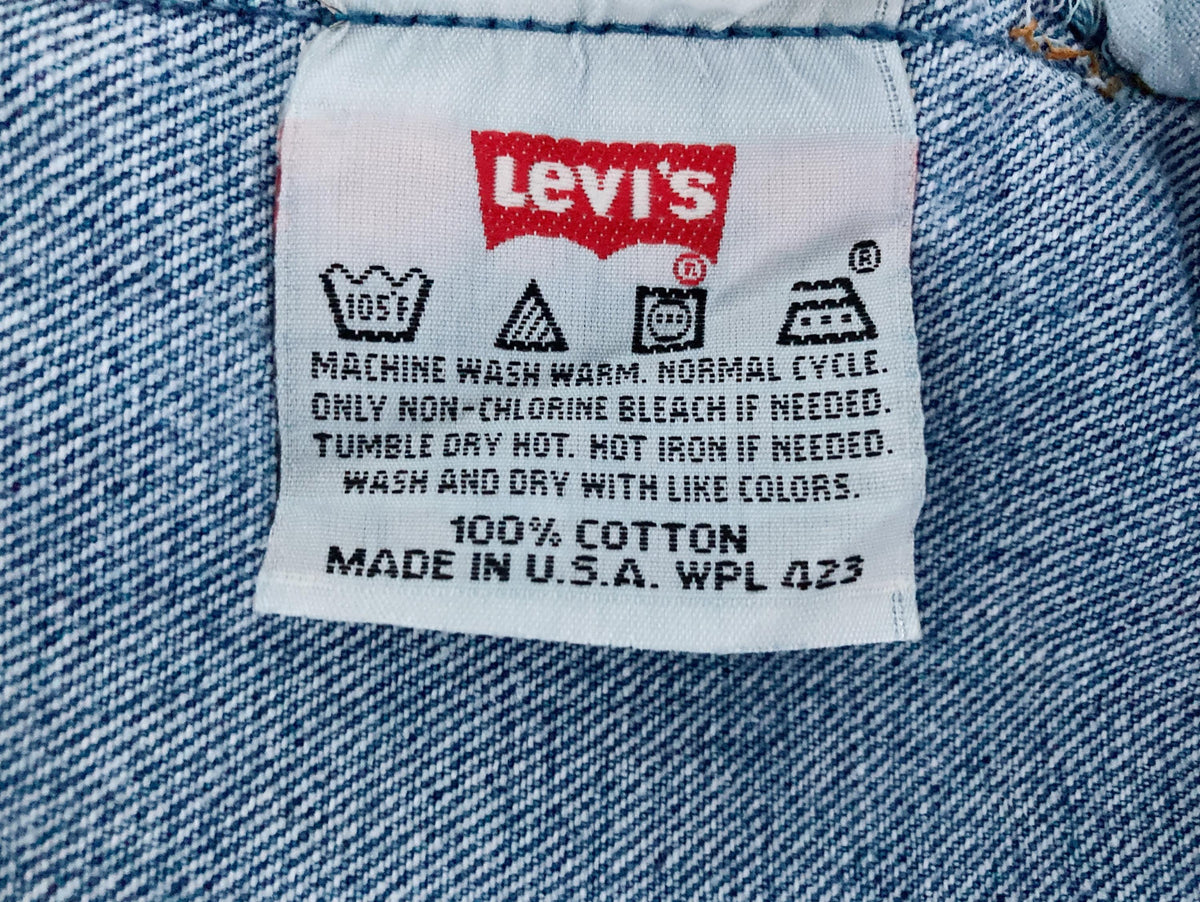 Levi's
®
®
105°F
MACHINE WASH WARM. NORMAL CYCLE.
ONLY NON-CHLORINE BLEACH IF NEEDED.
TUMBLE DRY HOT. HOT IRON IF NEEDED.
WASH AND DRY WITH LIKE COLORS.
100% COTTON
MADE IN U.S.A. WPL 423